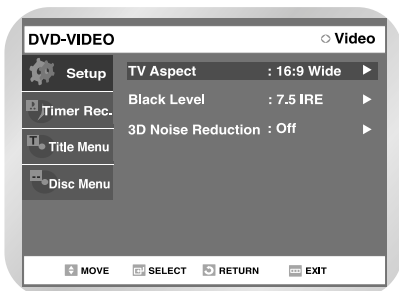 DVD-VIDEO Video
Setup TV Aspect : 16:9 Wide
Black Level : 7.5 IRE
Timer Rec.
3D Noise Reduction : Off
Title Menu
Disc Menu
MOVE SELECT RETURN EXIT